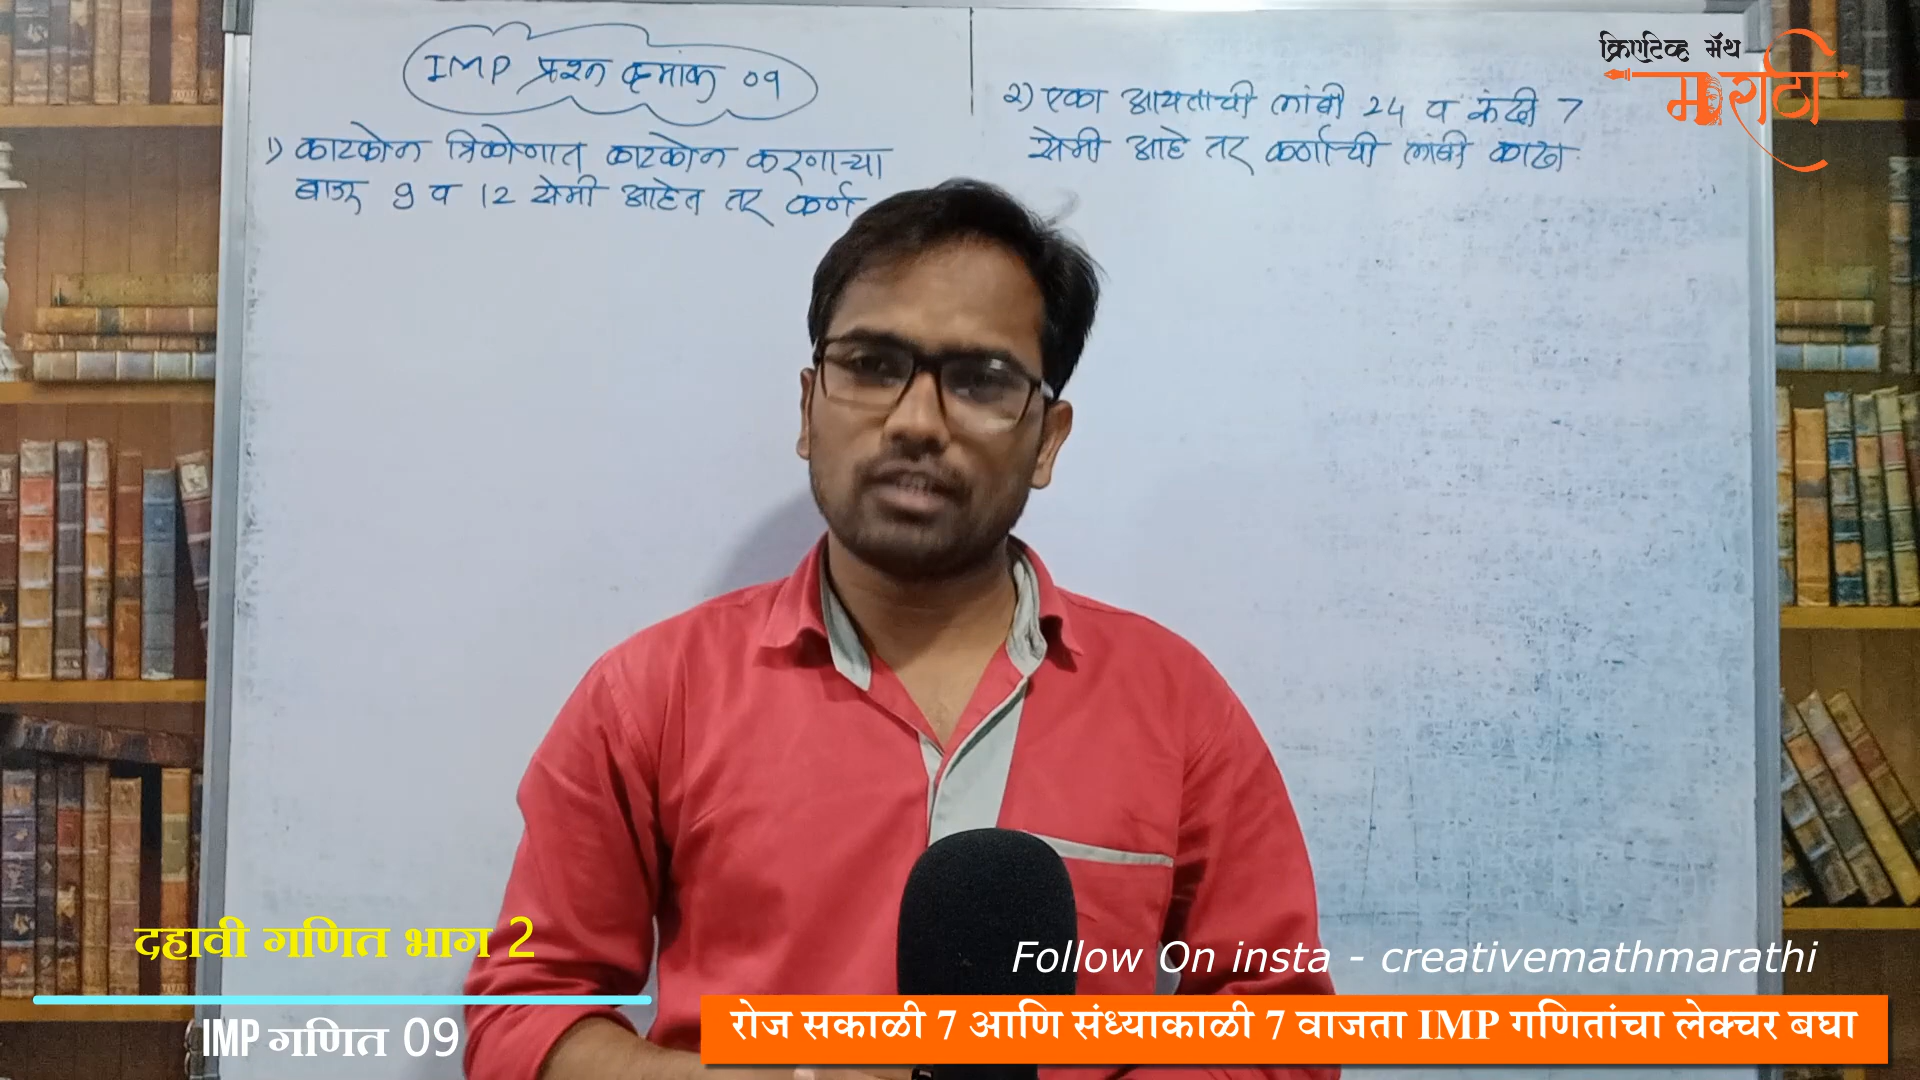 IMP प्रश्न क्रमांक 09
1) काटकोन त्रिकोणात काटकोन करणाऱ्या
बाजू 9 व 12 सेमी आहेत तर कर्ण
२) एका आयताची लांबी 24 व रुंदी 7
सेमी आहे तर कर्णाची लांबी काढा
क्रिएटिव्ह मॅथ
मराठी
दहावी गणित भाग 2
IMP गणित 09
Follow On insta - creativemathmarathi
रोज सकाळी 7 आणि संध्याकाळी 7 वाजता IMP गणितांचा लेक्चर बघा